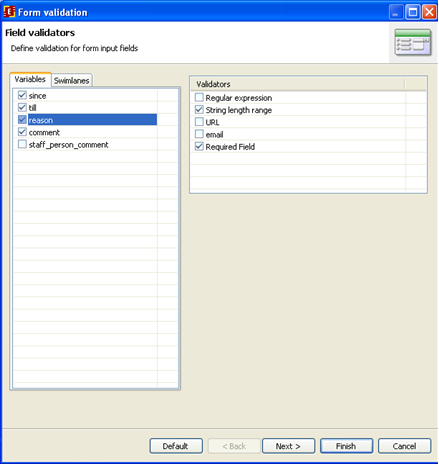 Form validation
Field validators
Define validation for form input fields
Variables Swimlanes
since
till
reason
comment
staff_person_comment
Validators
Regular expression
String length range
URL
email
Required Field
Default < Back Next > Finish Cancel